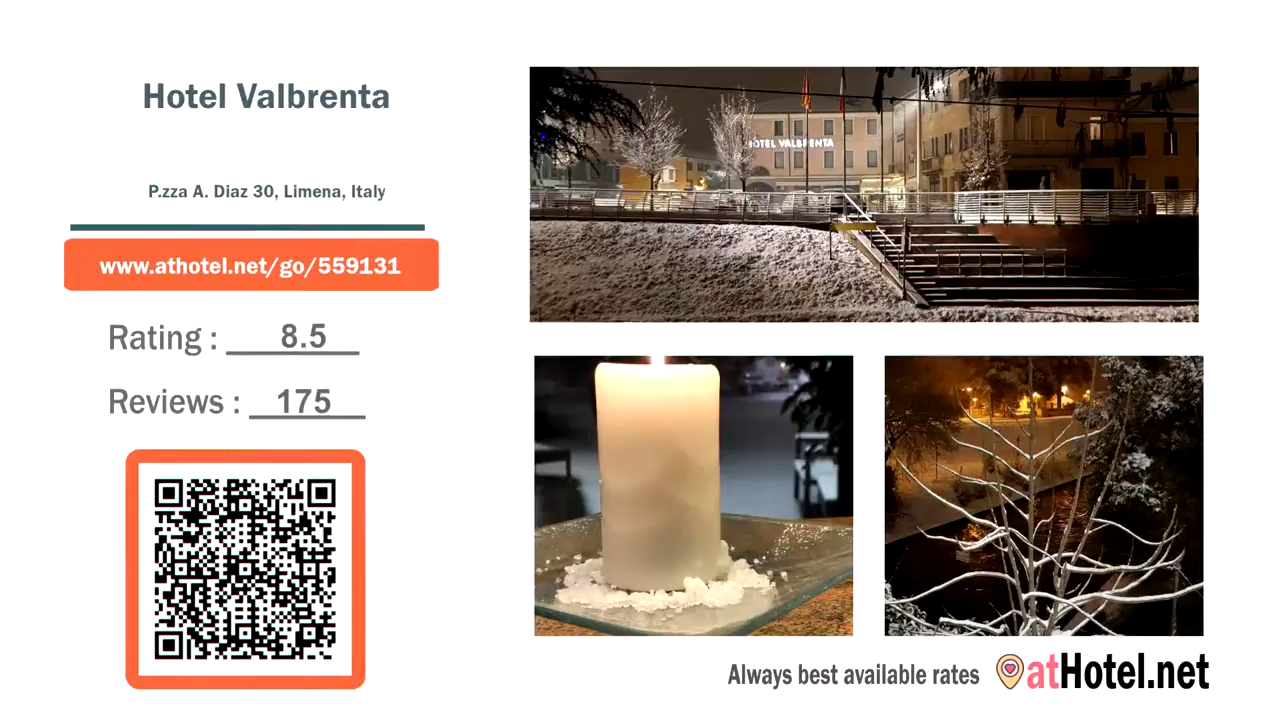 Hotel Valbrenta
P.zza A. Diaz 30, Limena, Italy
www.athotel.net/go/559131
Rating : 8.5
Reviews : 175
HOTEL VALBRENTA
Always best available rates
atHotel.net